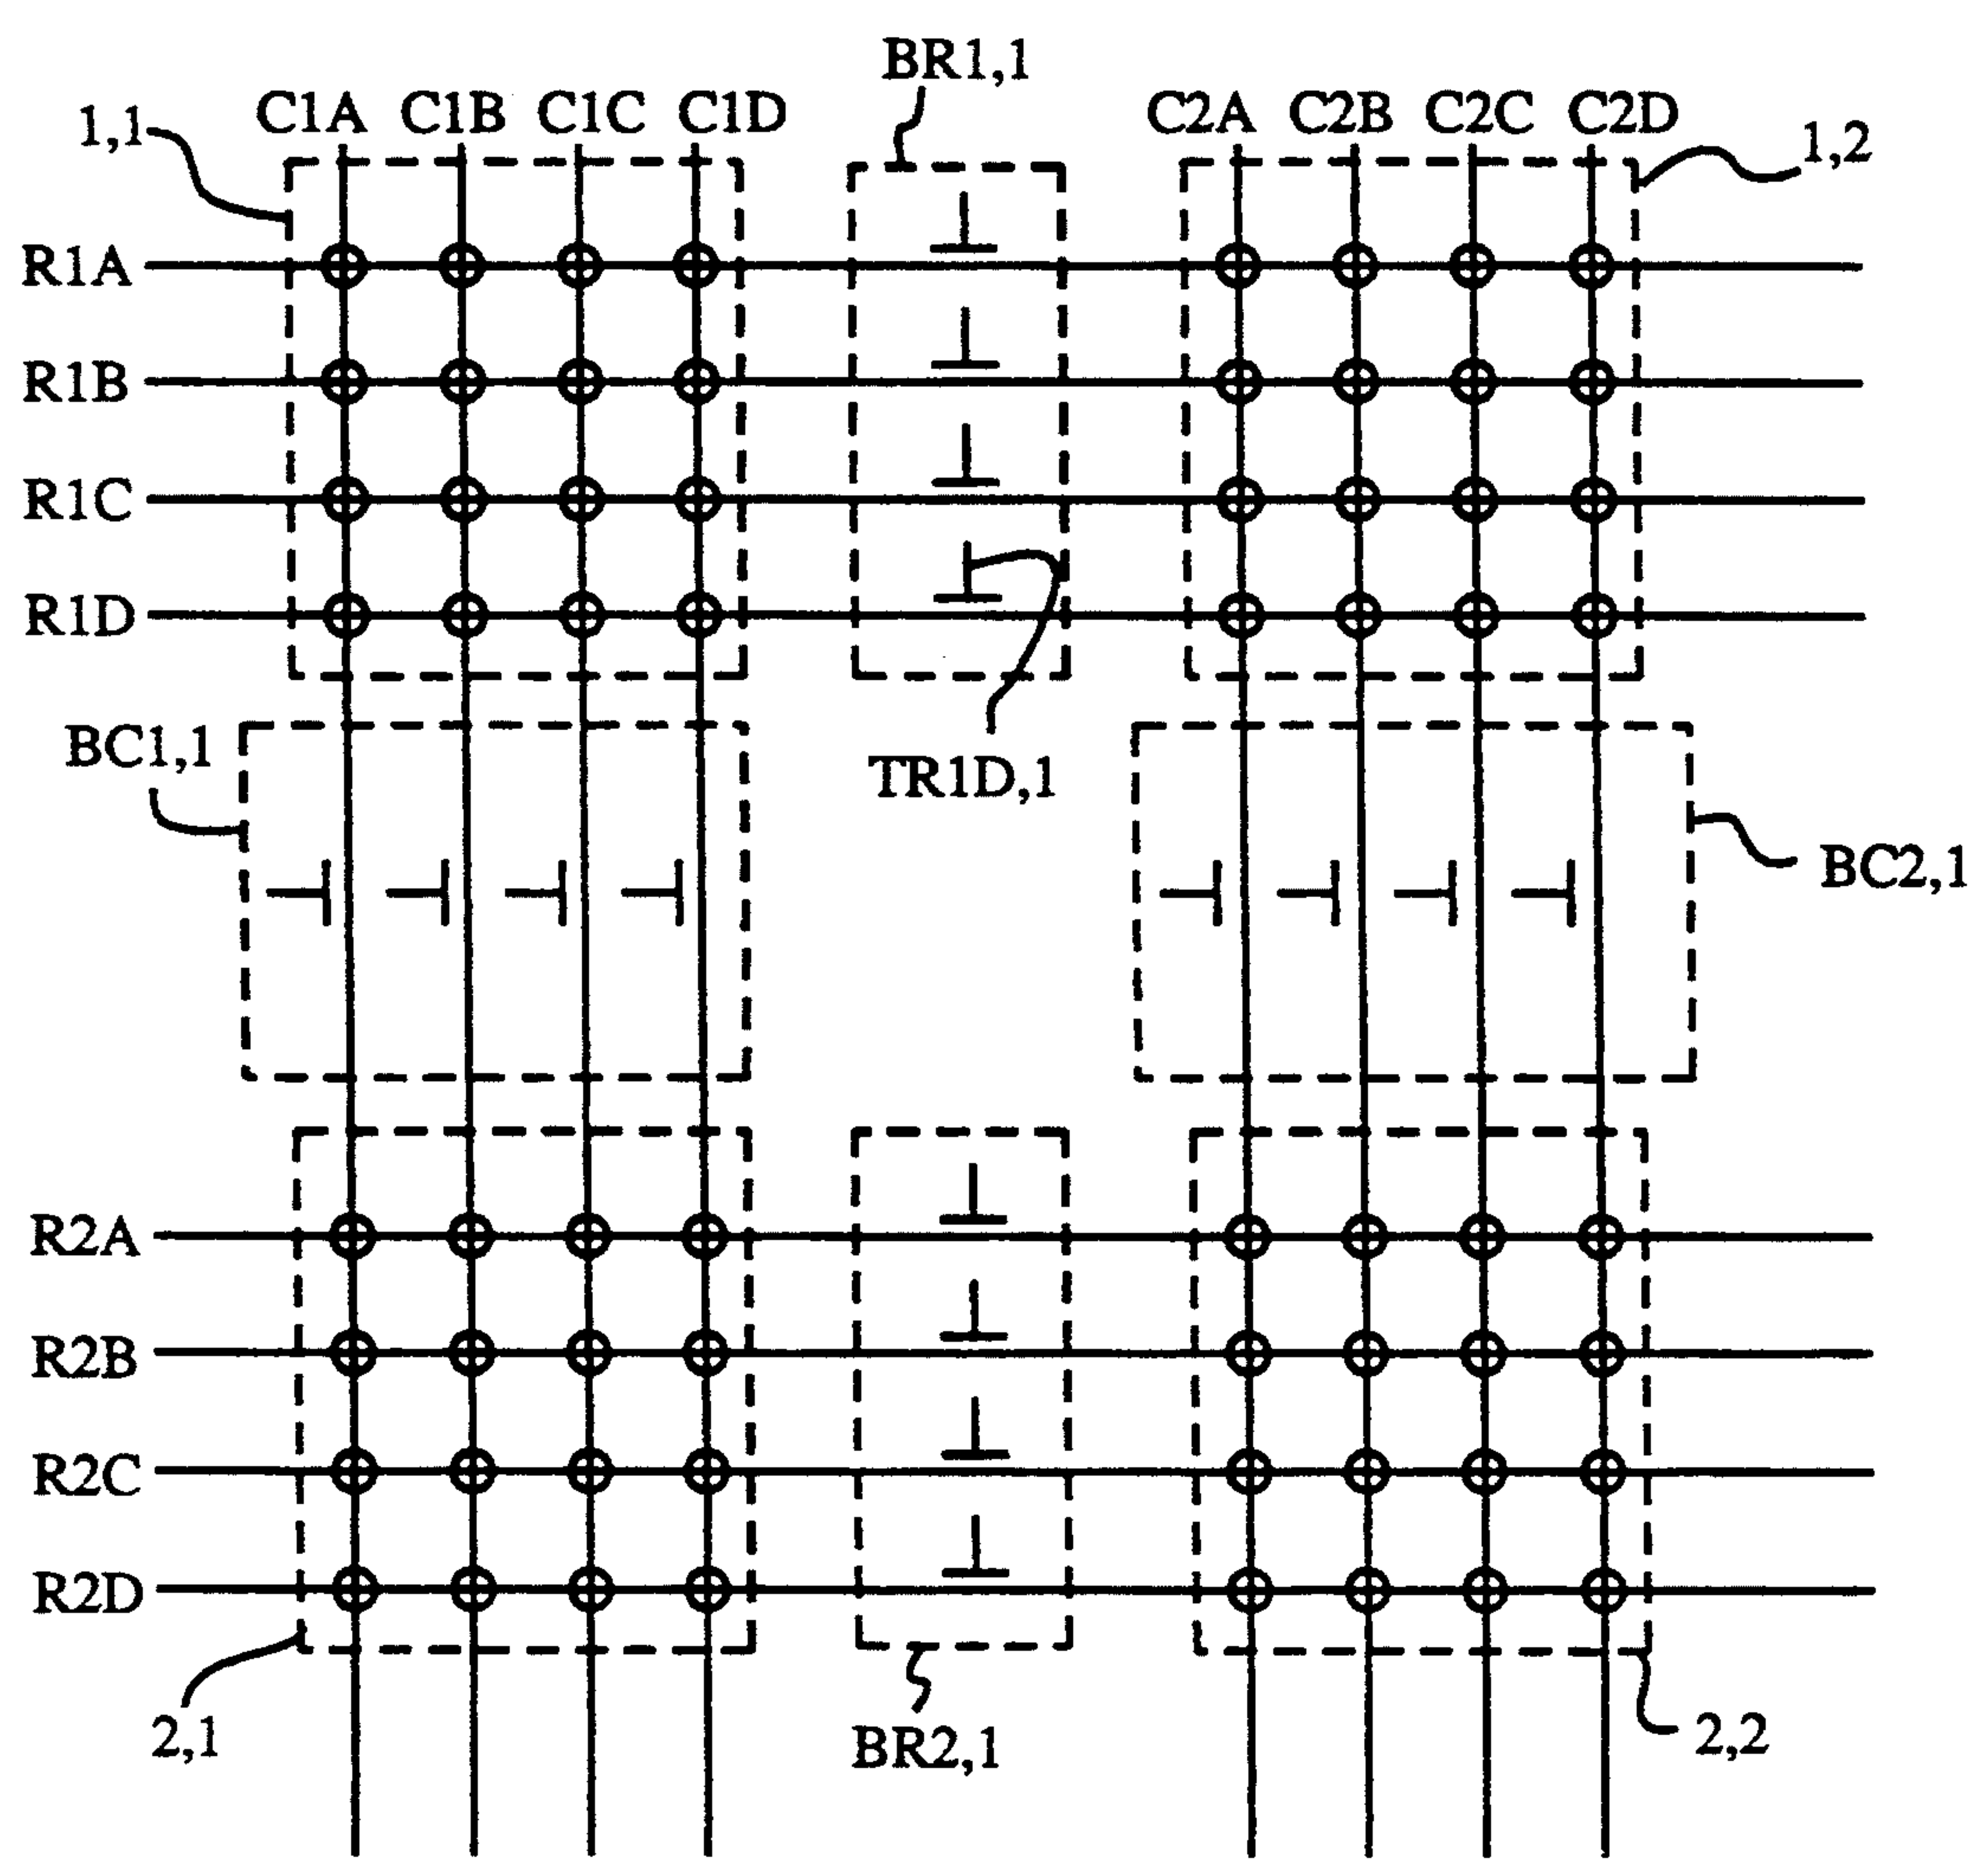 BR1,1
C1A C1B C1C C1D C2A C2B C2C C2D
1,1
1,2
R1A
R1B
R1C
R1D
BC1,1
TR1D,1
BC2,1
R2A
R2B
R2C
R2D
2,1
BR2,1
2,2